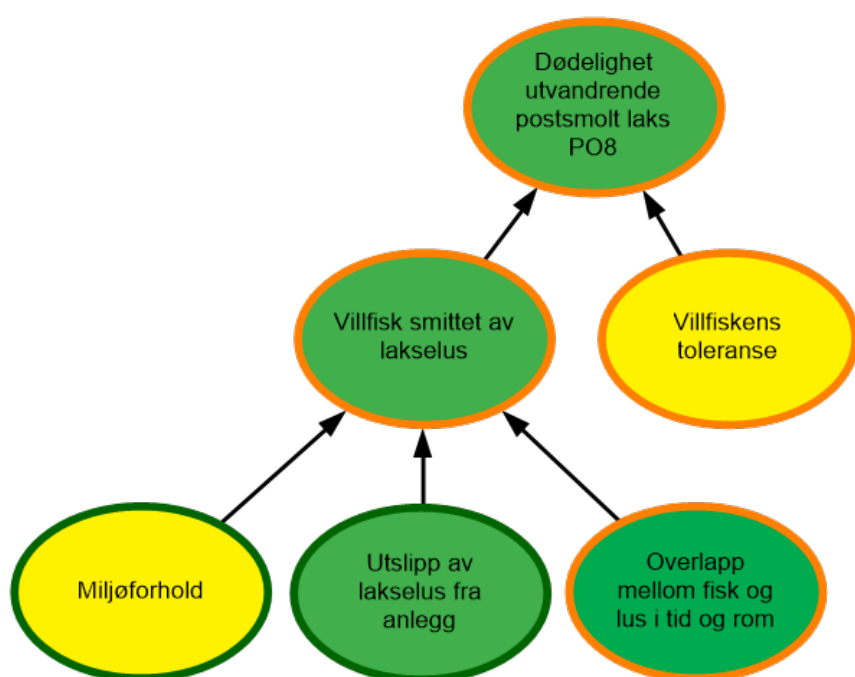 Dødelighet
utvandrende
postsmolt laks
PO8
Villfisk smittet av
lakselus
Villfiskens
toleranse
Miljøforhold
Utslipp av
lakselus fra
anlegg
Overlapp
mellom fisk og
lus i tid og rom